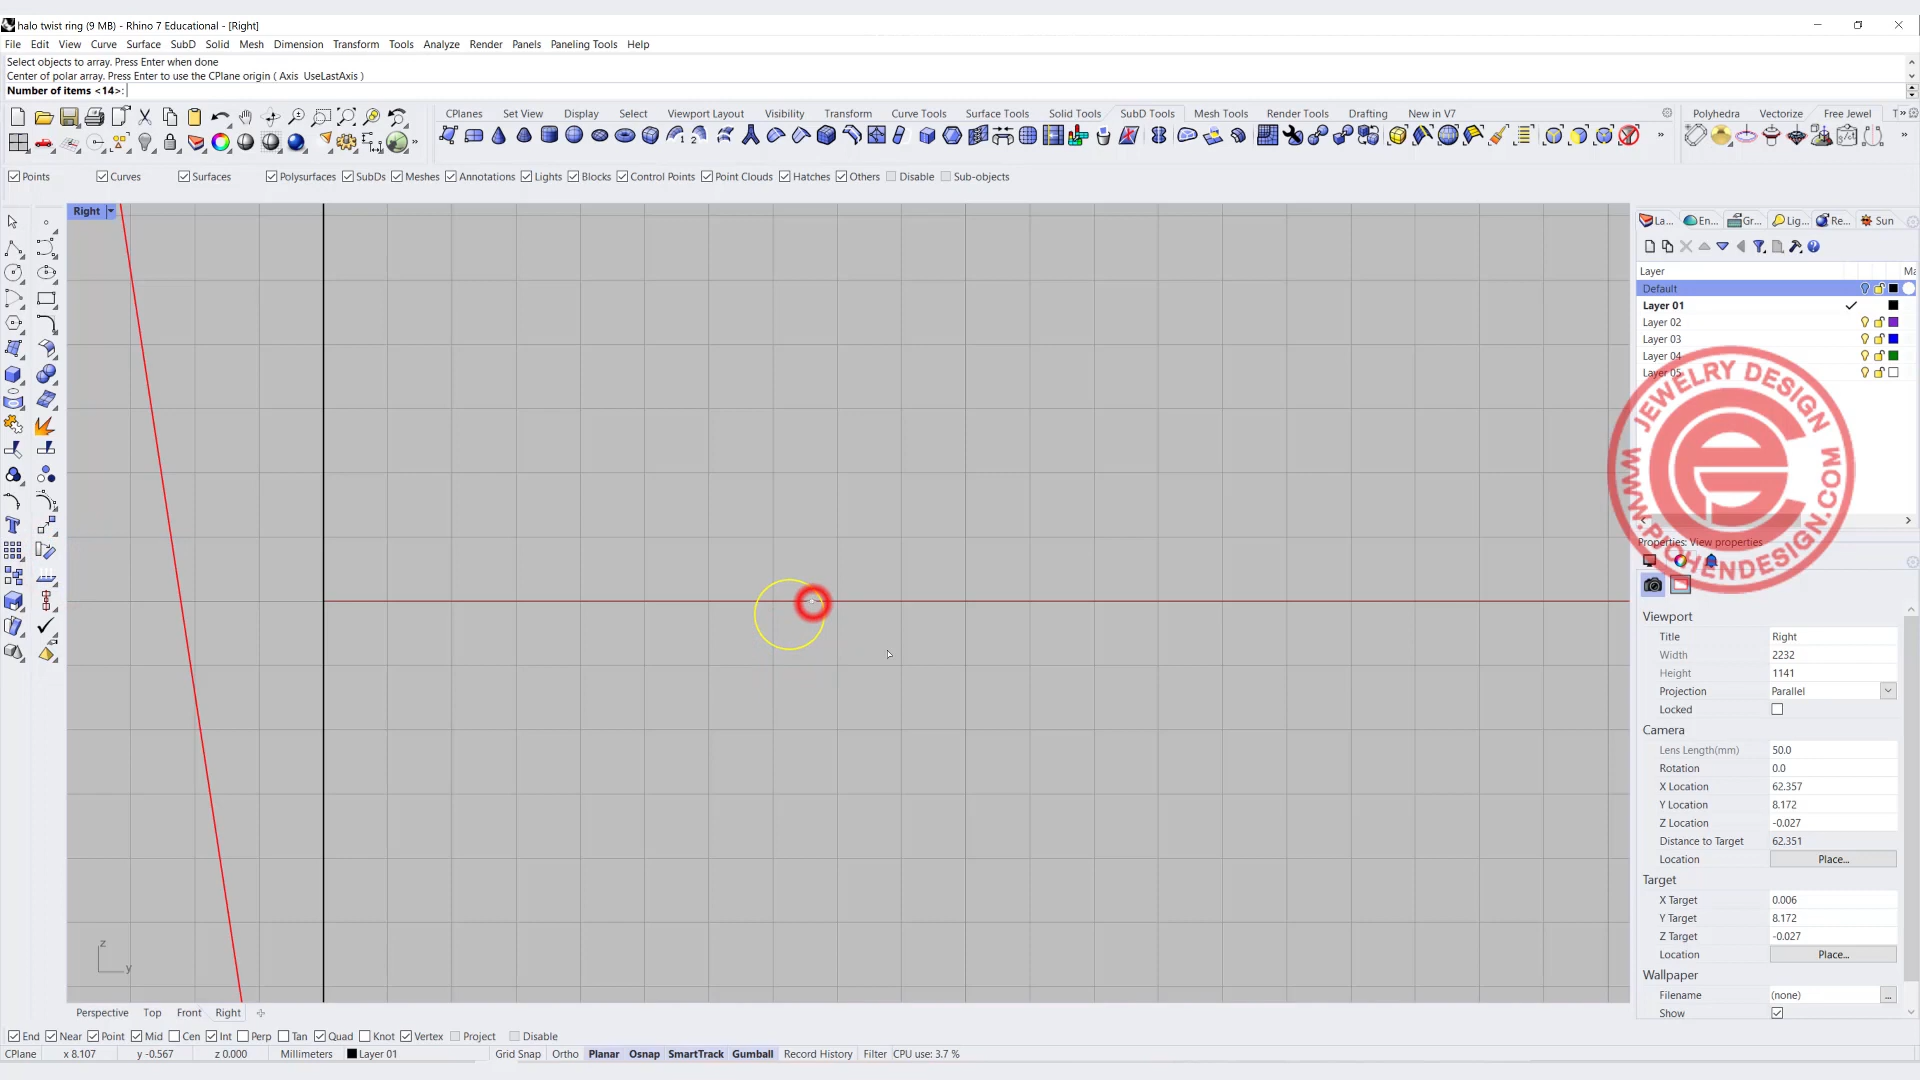 halo twist ring (9 MB) - Rhino 7 Educational - [Right]
File Edit View Curve Surface SubD Solid Mesh Dimension Transform Tools Analyze Render Panels Paneling Tools Help
Select objects to array. Press Enter when done
Center of polar array. Press Enter to use the CPlane origin ( Axis UseLastAxis )
Number of items <14>:
CPlanes Set View Display Select Viewport Layout Visibility Transform Curve Tools Surface Tools Solid Tools SubD Tools Mesh Tools Render Tools Drafting New in V7
Polyhedra Vectorize Free Jewel
Points Curves Surfaces Polysurfaces SubDs Meshes Annotations Lights Blocks Control Points Point Clouds Hatches Others Disable Sub-objects
Right
La... En... Gr... Lig... Re... Sun
Layer Ma
Default
Layer 01
Layer 02
Layer 03
Layer 04
Layer 05
JEWELRY DESIGN
WWW.PJCHENDESIGN.COM
Properties: View properties
Viewport
Title Right
Width 2232
Height 1141
Projection Parallel
Locked
Camera
Lens Length(mm) 50.0
Rotation 0.0
X Location 62.357
Y Location 8.172
Z Location -0.027
Distance to Target 62.351
Location Place...
Target
X Target 0.006
Y Target 8.172
Z Target -0.027
Location Place...
Wallpaper
Filename (none) ...
Show
z
y
Perspective Top Front Right
End Near Point Mid Cen Int Perp Tan Quad Knot Vertex Project Disable
CPlane x 8.107 y -0.567 z 0.000 Millimeters Layer 01 Grid Snap Ortho Planar Osnap SmartTrack Gumball Record History Filter CPU use: 3.7 %